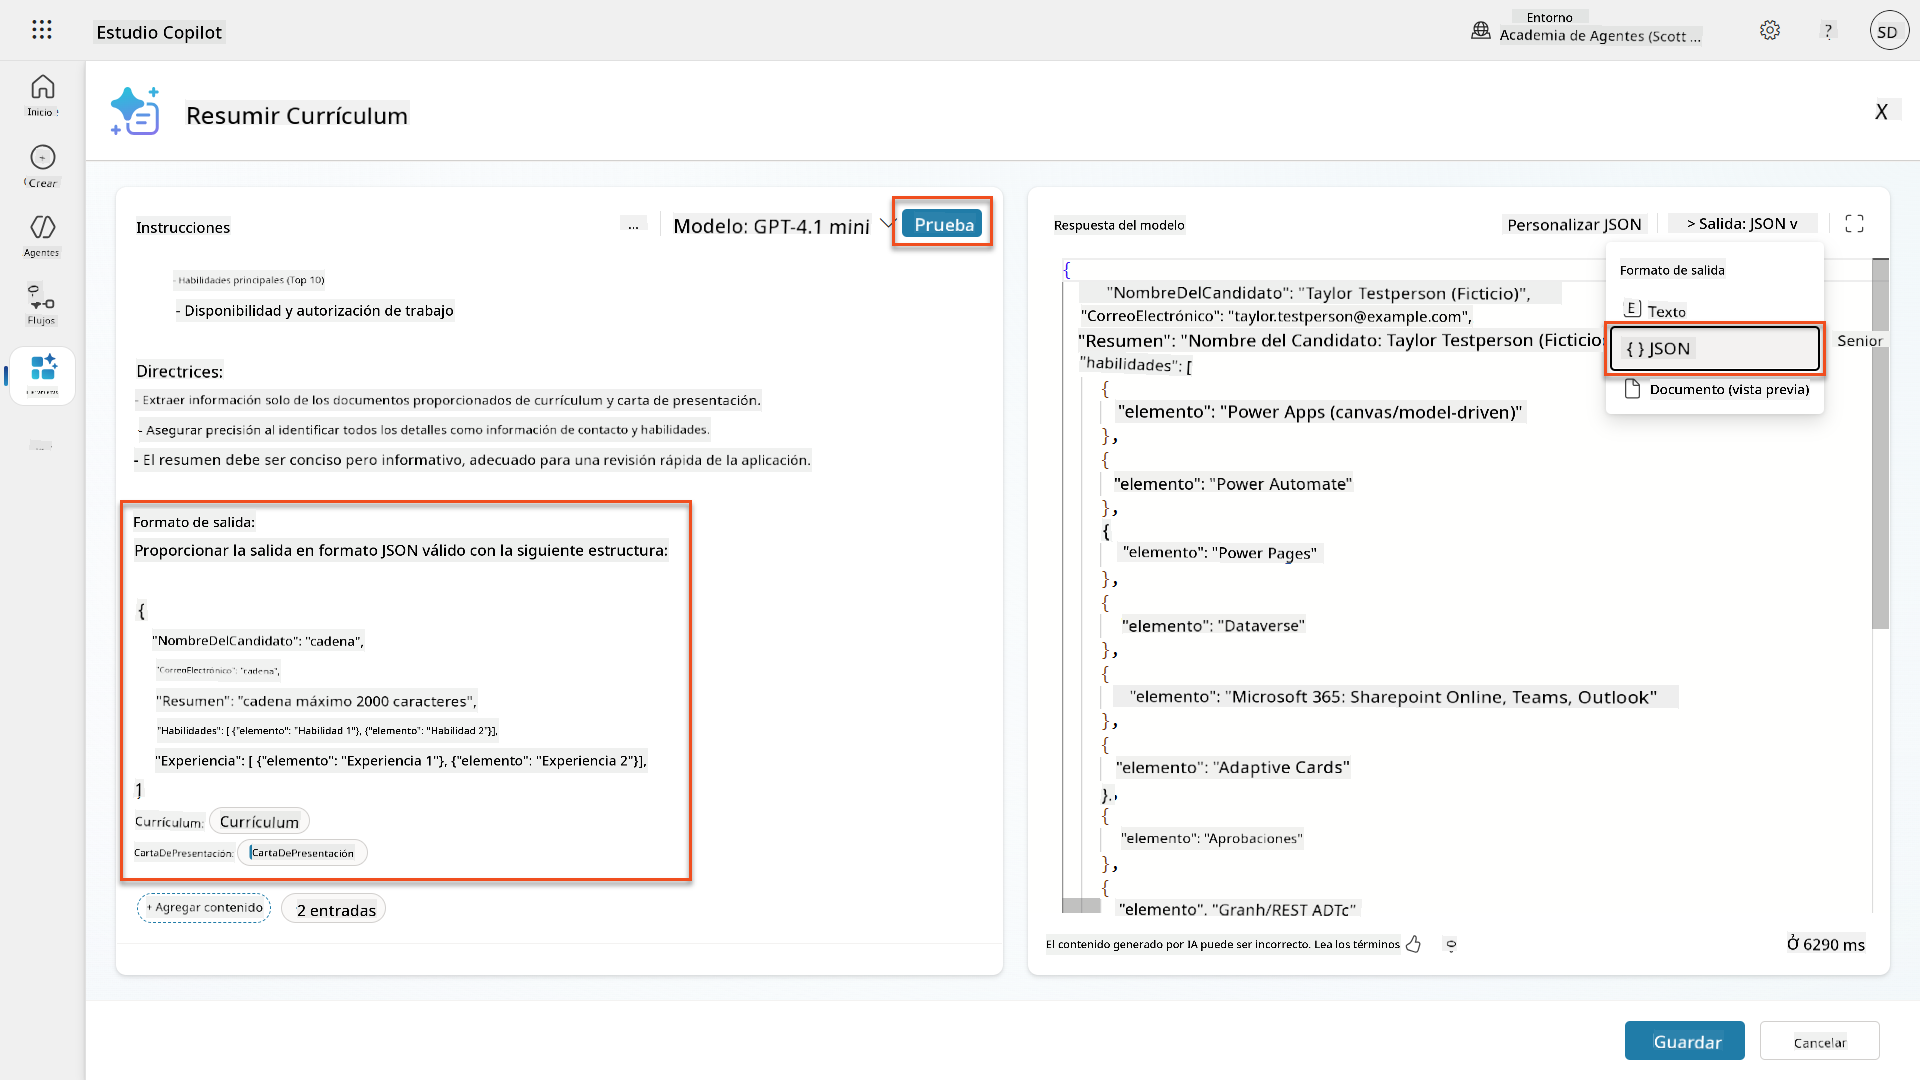 Estudio Copilot
Entorno
Academia de Agentes (Scott ...
?
SD
Inicio
Crear
Agentes
Flujos
...
Resumir Currículum
X
Instrucciones
...
Modelo: GPT-4.1 mini
Prueba
- Habilidades principales (Top 10)
- Disponibilidad y autorización de trabajo
Directrices:
- Extraer información solo de los documentos proporcionados de currículum y carta de presentación.
- Asegurar precisión al identificar todos los detalles como información de contacto y habilidades.
- El resumen debe ser conciso pero informativo, adecuado para una revisión rápida de la aplicación.
Formato de salida:
Proporcionar la salida en formato JSON válido con la siguiente estructura:
{
"NombreDelCandidato": "cadena",
"CorreoElectrónico": "cadena",
"Resumen": "cadena máximo 2000 caracteres",
"Habilidades": [ {"elemento": "Habilidad 1"}, {"elemento": "Habilidad 2"}],
"Experiencia": [ {"elemento": "Experiencia 1"}, {"elemento": "Experiencia 2"}],
}
Currículum: Currículum
CartaDePresentación: CartaDePresentación
+ Agregar contenido
2 entradas
Respuesta del modelo
Personalizar JSON
> Salida: JSON v
Formato de salida
E Texto
{ } JSON
Documento (vista previa)
{
"NombreDelCandidato": "Taylor Testperson (Ficticio)",
"CorreoElectrónico": "taylor.testperson@example.com",
"Resumen": "Nombre del Candidato: Taylor Testperson (Ficticio
Senior
"habilidades": [
{
"elemento": "Power Apps (canvas/model-driven)"
},
{
"elemento": "Power Automate"
},
{
"elemento": "Power Pages"
},
{
"elemento": "Dataverse"
},
{
"elemento": "Microsoft 365: Sharepoint Online, Teams, Outlook"
},
{
"elemento": "Adaptive Cards"
},
{
"elemento": "Aprobaciones"
},
{
"elemento".
El contenido generado por IA puede ser incorrecto. Lea los términos
6290 ms
Guardar
Cancelar